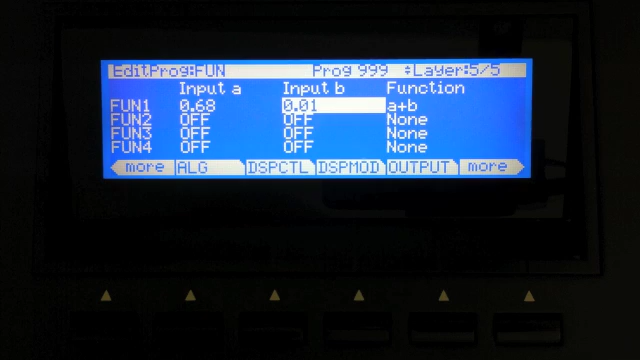 EditProg:FUN Prog 999 Layer:5/5
Input a Input b Function
FUN1 0.68 0.01 a+b
FUN2 OFF OFF None
FUN3 OFF OFF None
FUN4 OFF OFF None
more ALG DSPCTL DSPMOD OUTPUT more